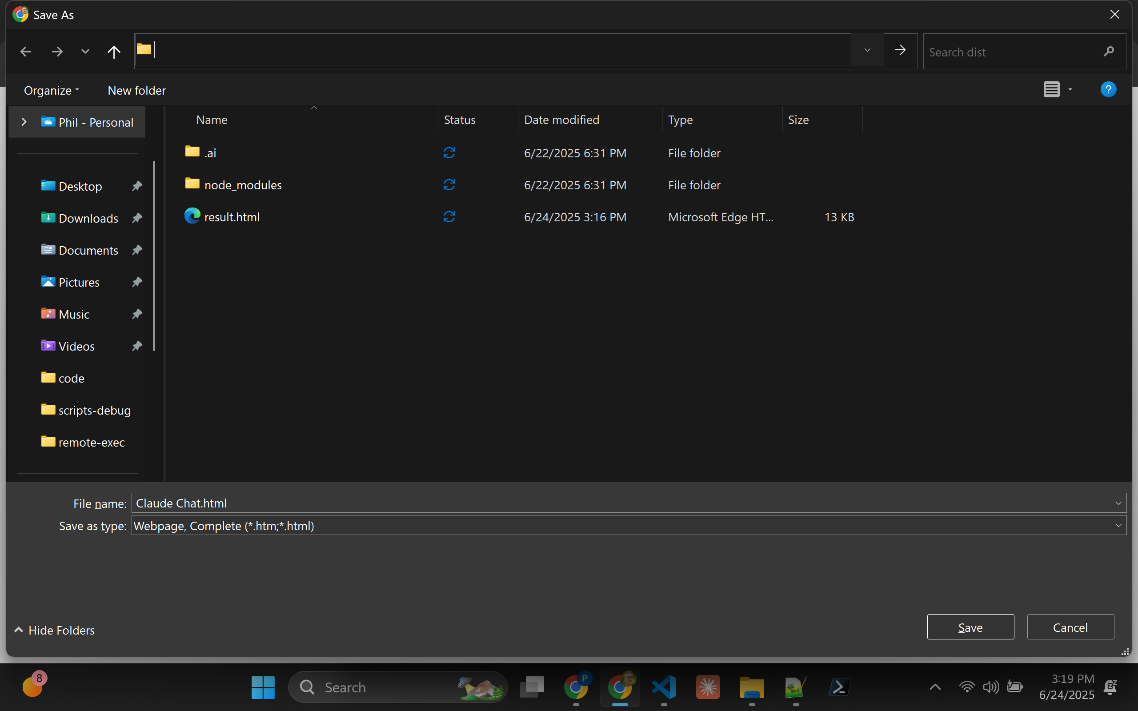 Save As
Search dist
Organize
New folder
Phil - Personal
Name
Status
Date modified
Type
Size
.ai
6/22/2025 6:31 PM
File folder
node_modules
6/22/2025 6:31 PM
File folder
result.html
6/24/2025 3:16 PM
Microsoft Edge HT...
13 KB
Desktop
Downloads
Documents
Pictures
Music
Videos
code
scripts-debug
remote-exec
File name:
Claude Chat.html
Save as type:
Webpage, Complete (*.htm;*.html)
Hide Folders
Save
Cancel
8
Search
P
3:19 PM
6/24/2025